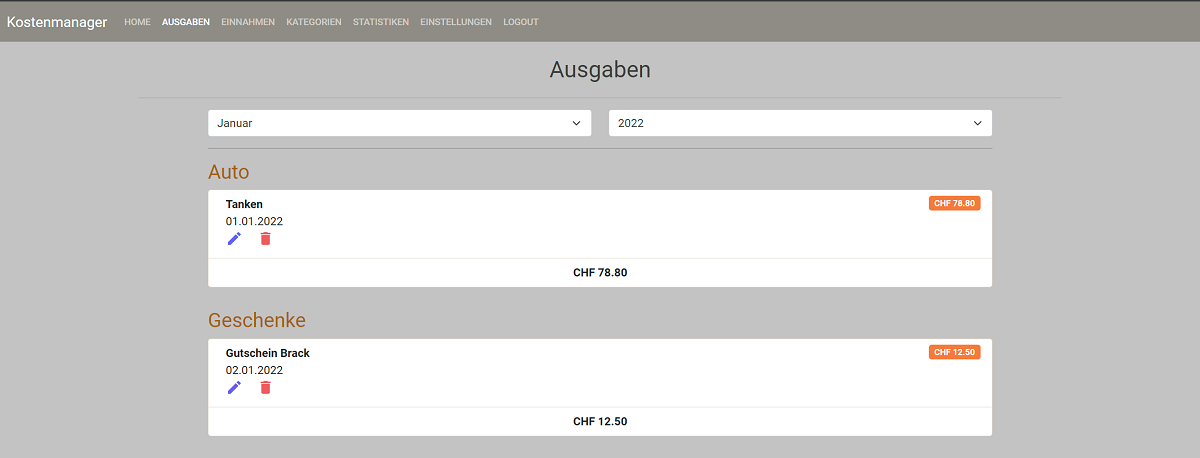 Kostenmanager HOME AUSGABEN EINNAHMEN KATEGORIEN STATISTIKEN EINSTELLUNGEN LOGOUT
Ausgaben
Januar 2022
Auto
Tanken CHF 78.80
01.01.2022
CHF 78.80
Geschenke
Gutschein Brack CHF 12.50
02.01.2022
CHF 12.50